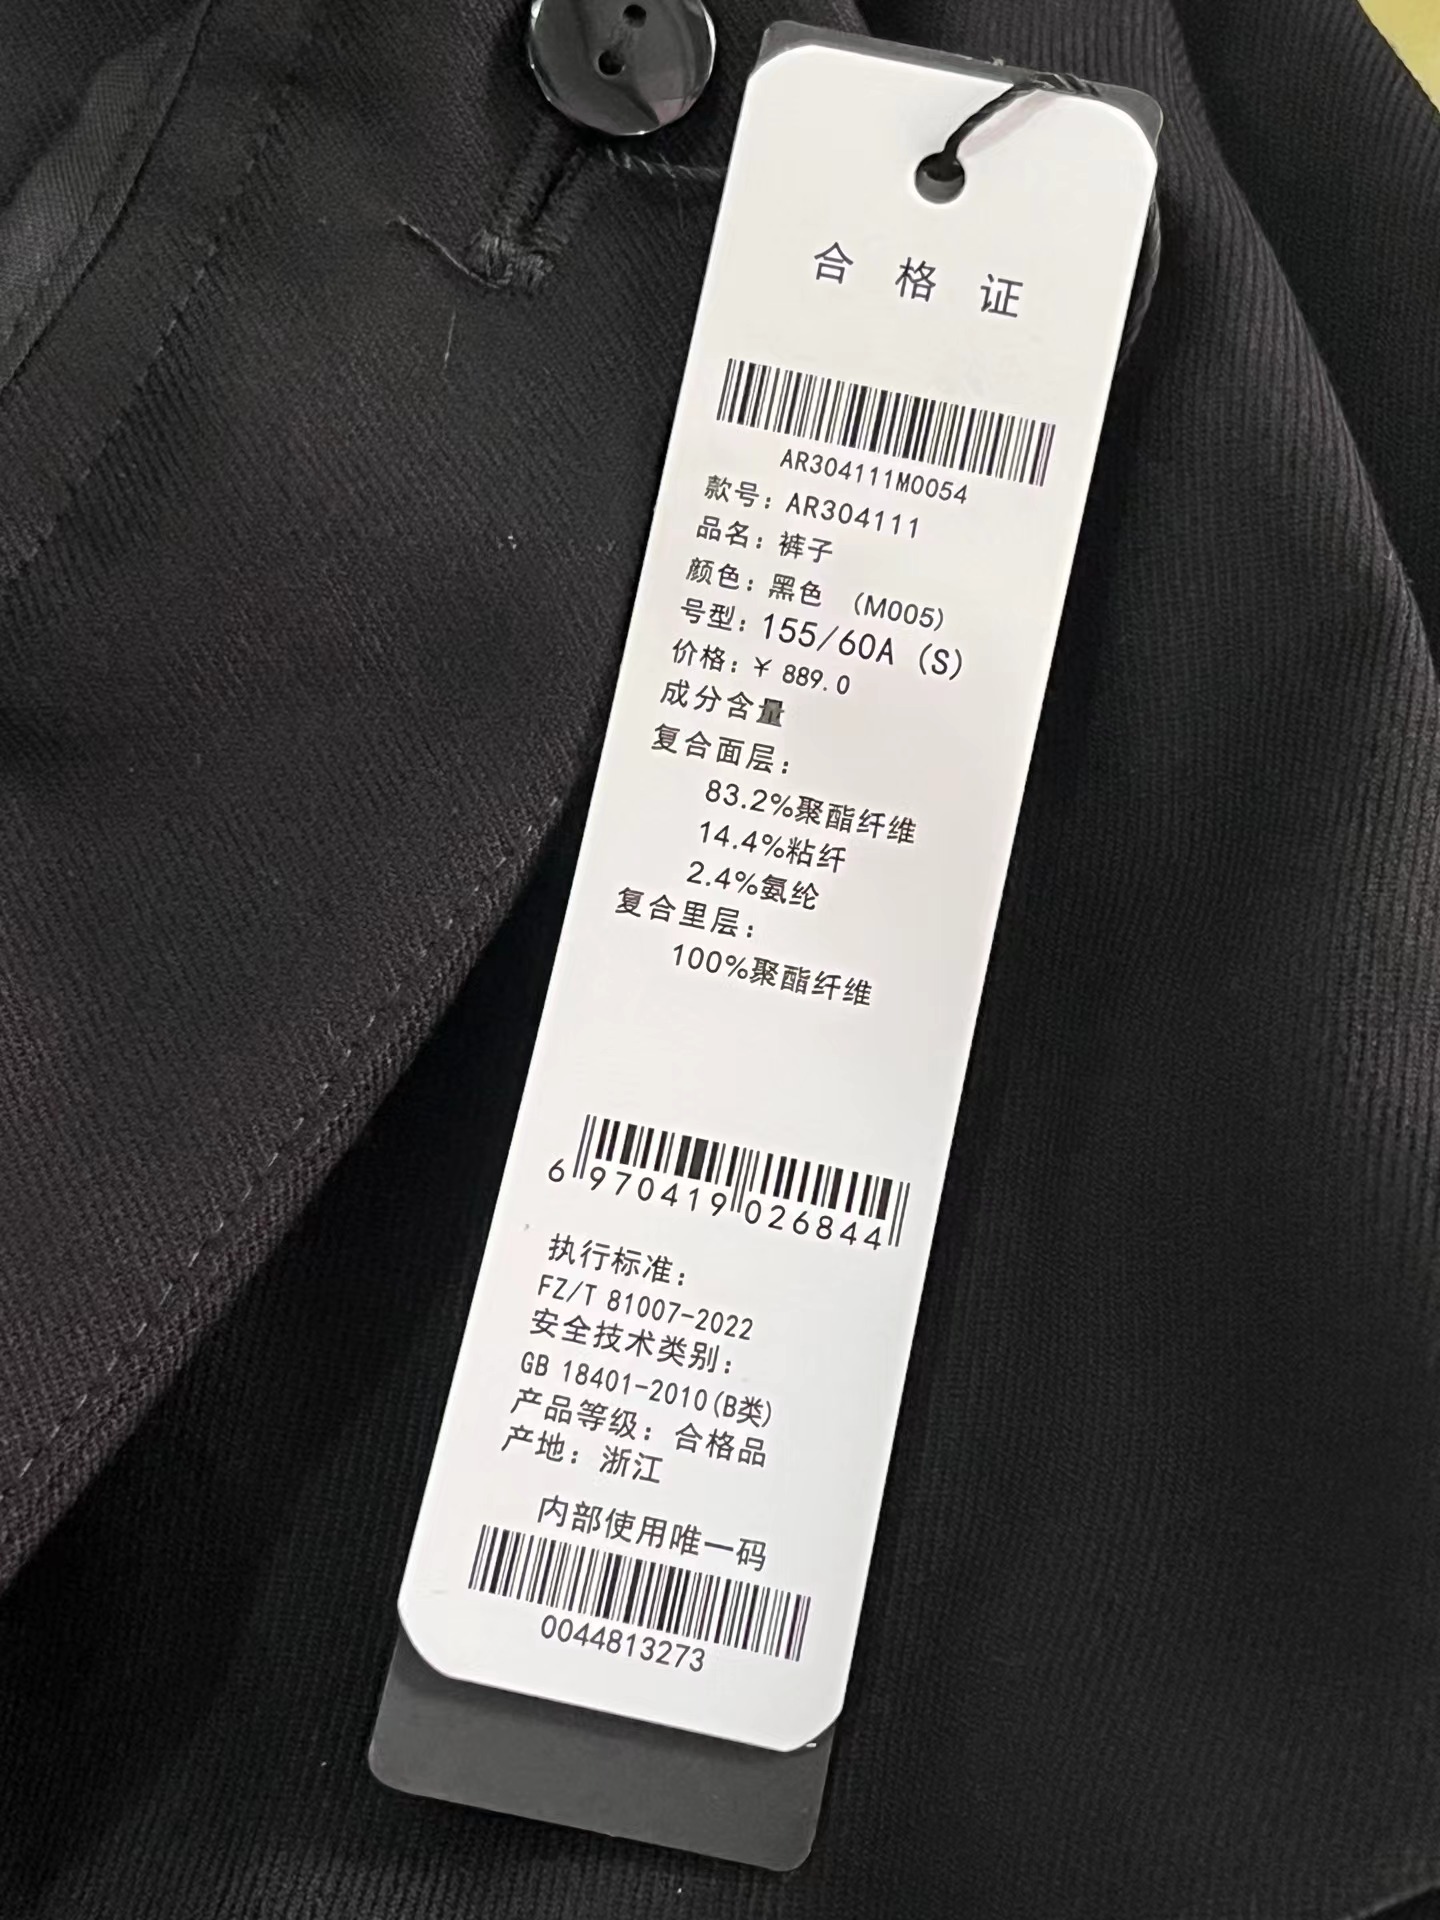 合格证
AR304111M0054
款号：AR304111
品名：裤子
颜色：黑色 (M005)
号型：155/60A (S)
价格：¥ 889.0
成分含量
复合面层：
83.2%聚酯纤维
14.4%粘纤
2.4%氨纶
复合里层：
100%聚酯纤维
6970419026844
执行标准：
FZ/T 81007-2022
安全技术类别：
GB 18401-2010(B类)
产品等级：合格品
产地：浙江
内部使用唯一码
0044813273